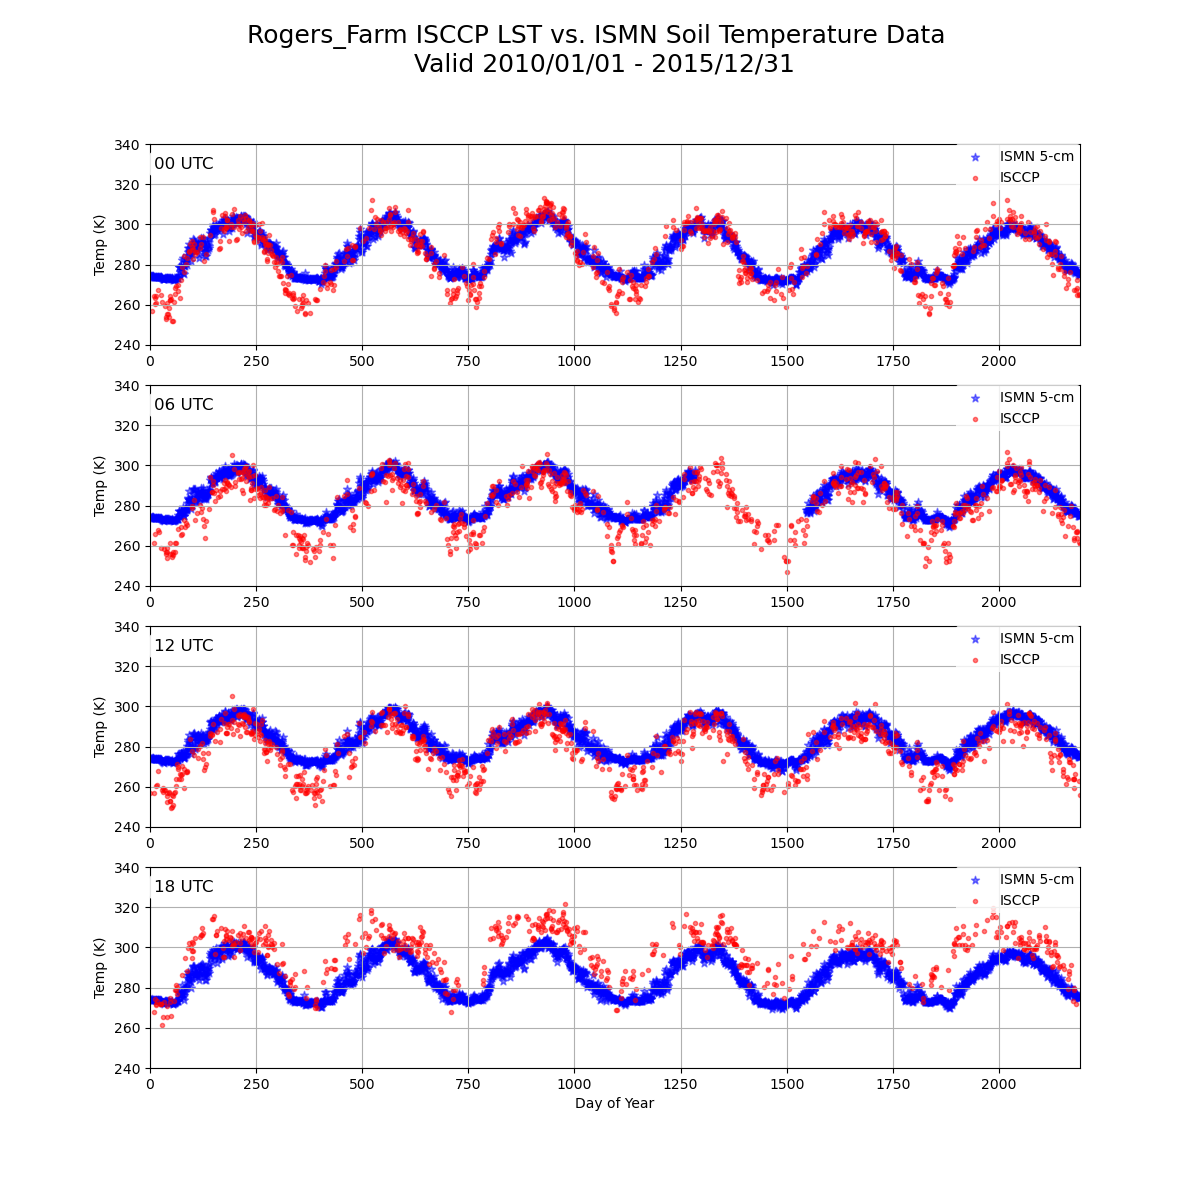 Rogers_Farm ISCCP LST vs. ISMN Soil Temperature Data
Valid 2010/01/01 - 2015/12/31
340
320
300
280
260
240
Temp (K)
00 UTC
ISMN 5-cm
ISCCP
0 250 500 750 1000 1250 1500 1750 2000
340
320
300
280
260
240
Temp (K)
06 UTC
ISMN 5-cm
ISCCP
0 250 500 750 1000 1250 1500 1750 2000
340
320
300
280
260
240
Temp (K)
12 UTC
ISMN 5-cm
ISCCP
0 250 500 750 1000 1250 1500 1750 2000
340
320
300
280
260
240
Temp (K)
18 UTC
ISMN 5-cm
ISCCP
0 250 500 750 1000 1250 1500 1750 2000
Day of Year